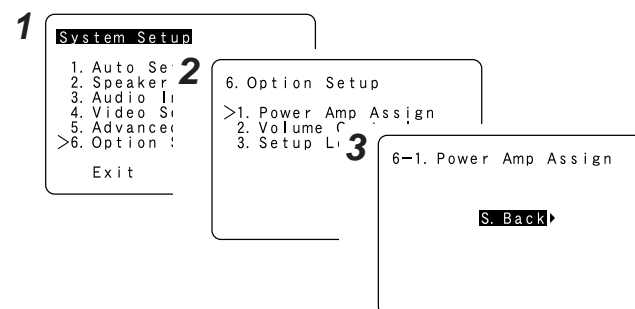 1
System Setup
1. Auto Se
2. Speaker
3. Audio I
4. Video Se
5. Advanced
>6. Option S
Exit
2
6. Option Setup
>1. Power Amp Assign
2. Volume
3. Setup L
3
6-1. Power Amp Assign
S. Back